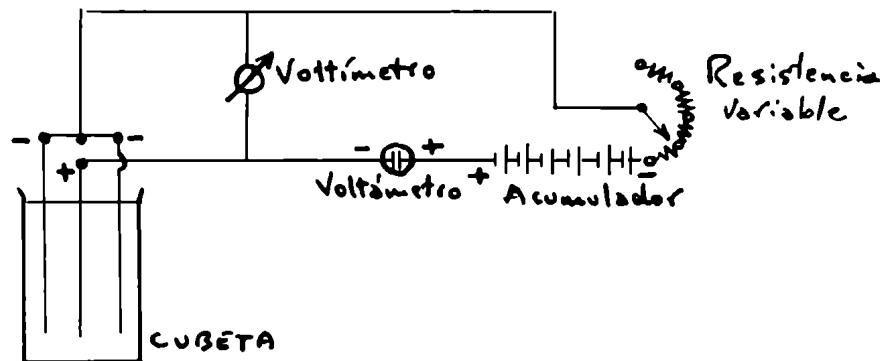 Voltímetro
Resistencia
variable
- -
+
- +
Voltámetro
+ -
Acumulador
CUBETA